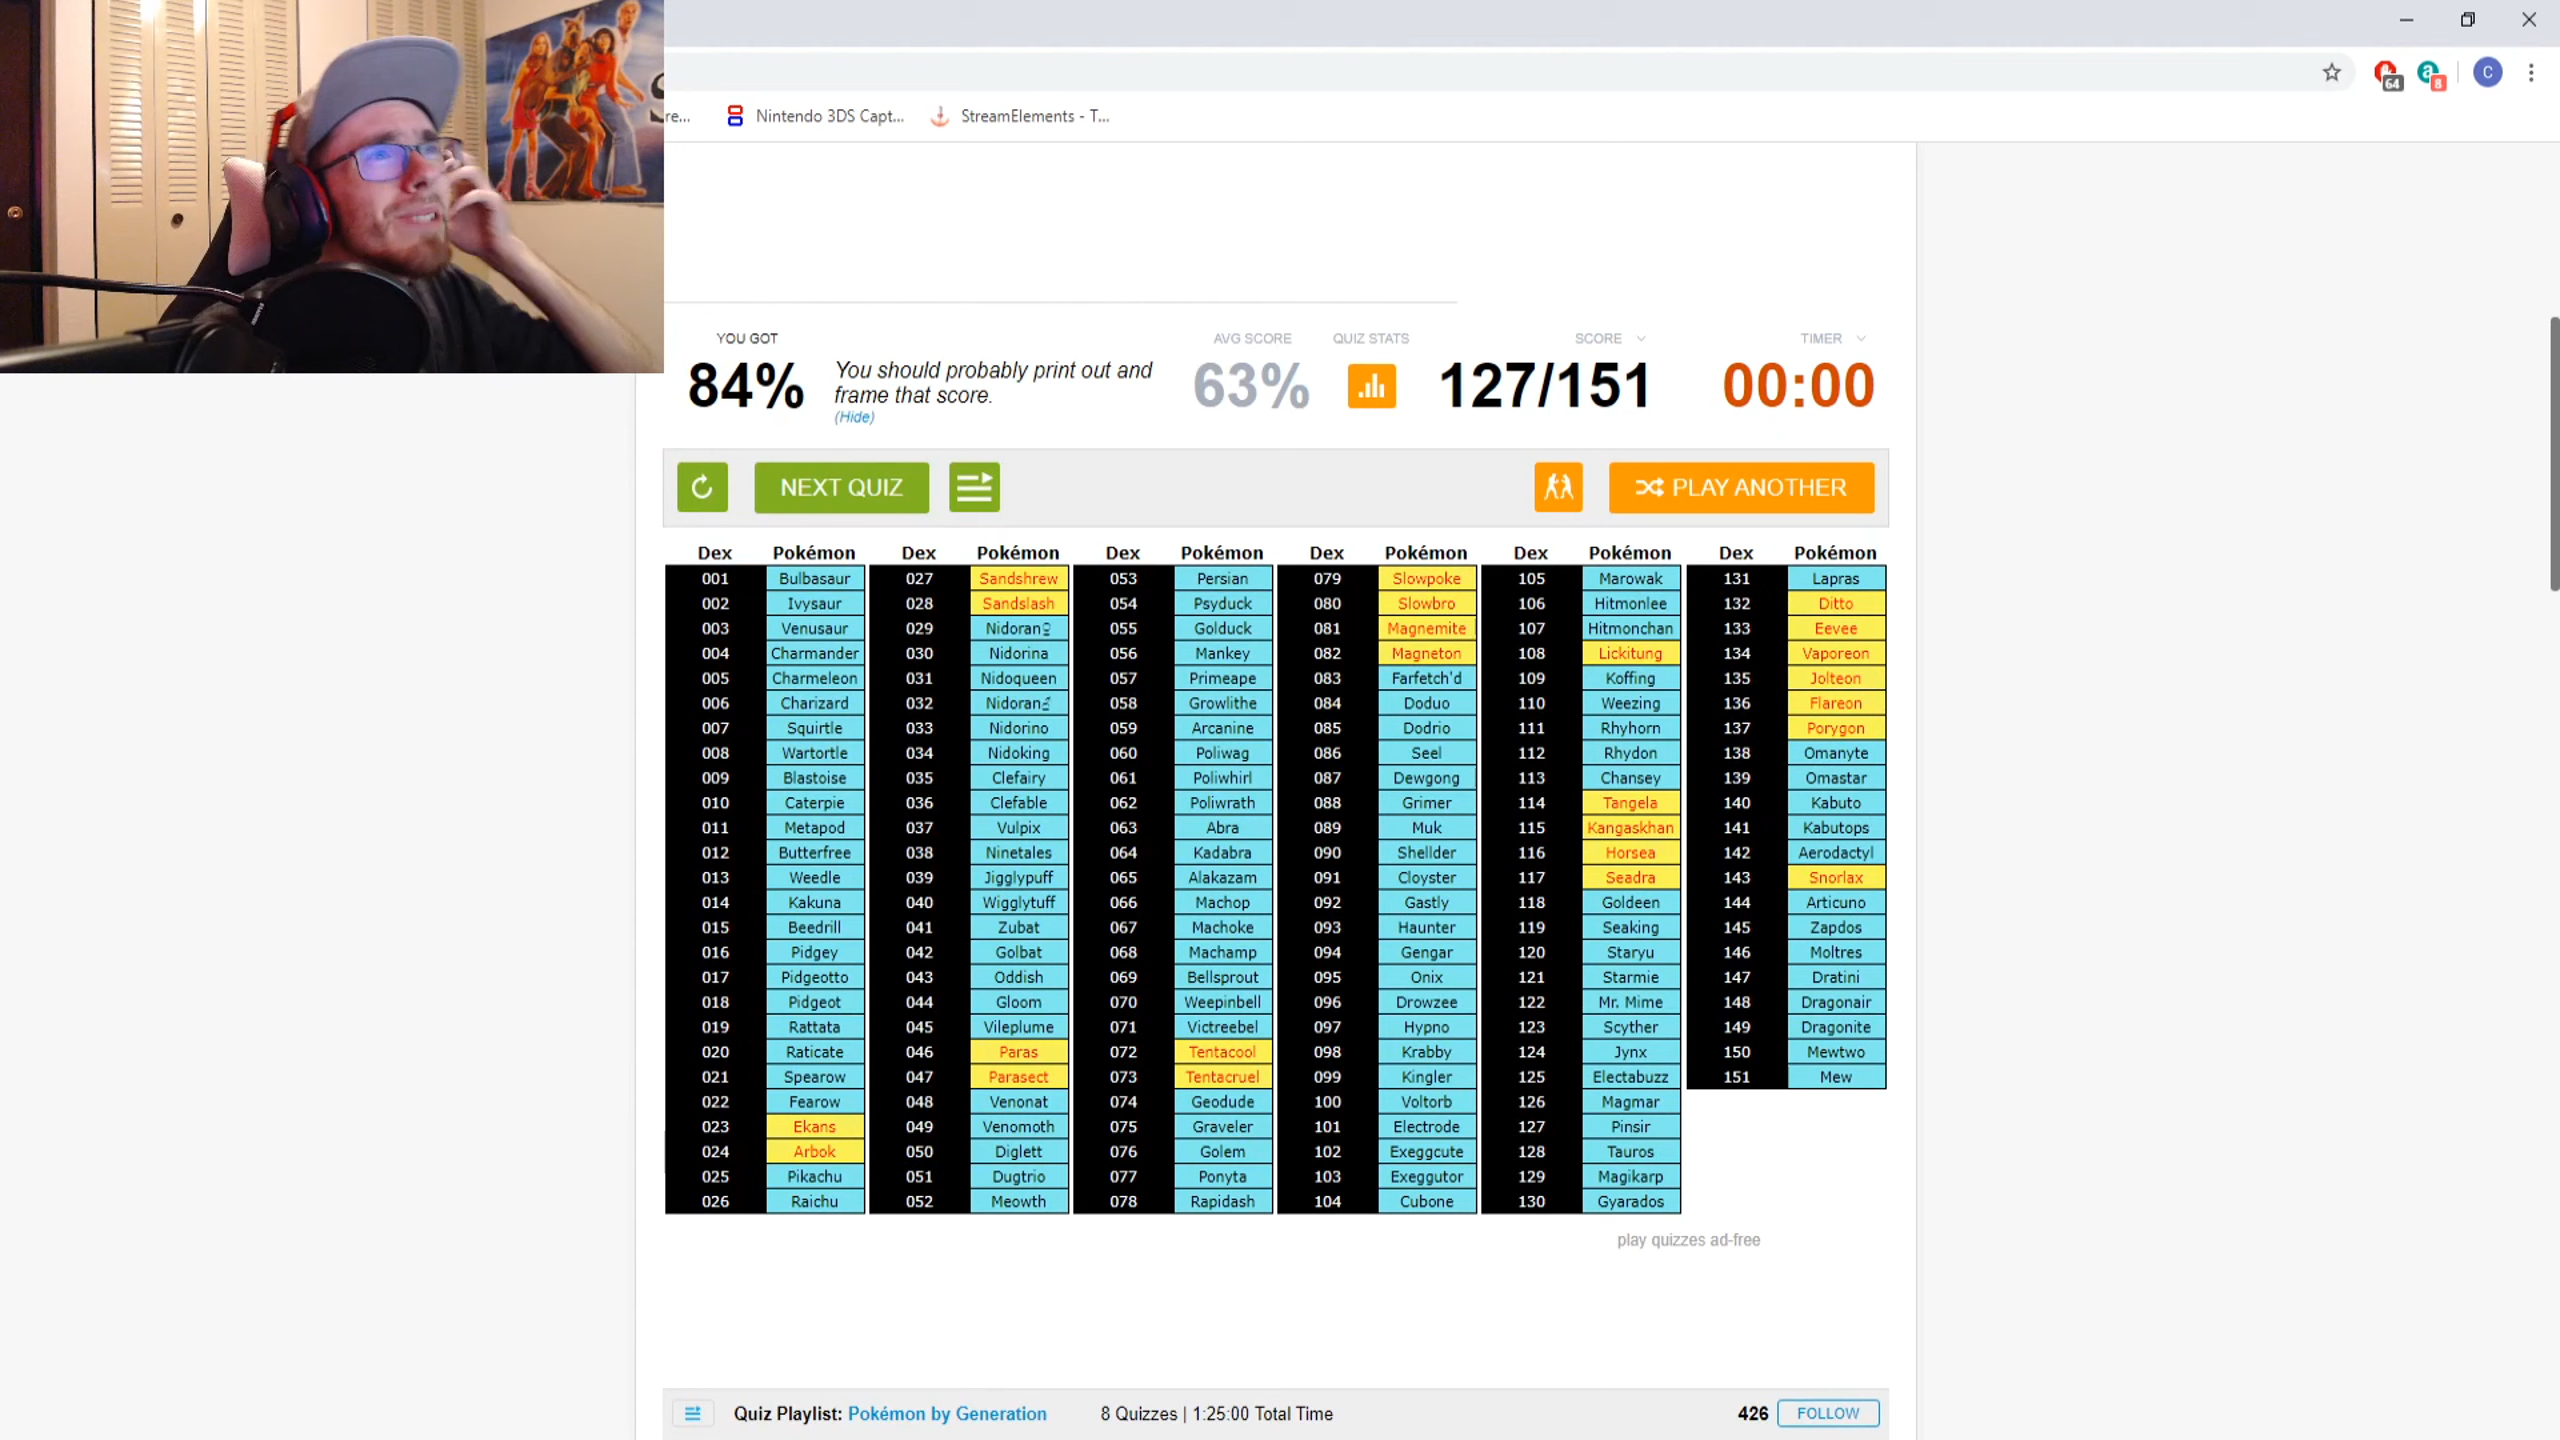 re...
Nintendo 3DS Capt...
StreamElements - T...
64
8
C
YOU GOT
AVG SCORE
QUIZ STATS
SCORE
TIMER
84%
You should probably print out and
frame that score.
(Hide)
63%
127/151
00:00
NEXT QUIZ
PLAY ANOTHER
Dex Pokémon Dex Pokémon Dex Pokémon Dex Pokémon Dex Pokémon Dex Pokémon
001 Bulbasaur 027 Sandshrew 053 Persian 079 Slowpoke 105 Marowak 131 Lapras
002 Ivysaur 028 Sandslash 054 Psyduck 080 Slowbro 106 Hitmonlee 132 Ditto
003 Venusaur 029 Nidoran♀ 055 Golduck 081 Magnemite 107 Hitmonchan 133 Eevee
004 Charmander 030 Nidorina 056 Mankey 082 Magneton 108 Lickitung 134 Vaporeon
005 Charmeleon 031 Nidoqueen 057 Primeape 083 Farfetch'd 109 Koffing 135 Jolteon
006 Charizard 032 Nidoran♂ 058 Growlithe 084 Doduo 110 Weezing 136 Flareon
007 Squirtle 033 Nidorino 059 Arcanine 085 Dodrio 111 Rhyhorn 137 Porygon
008 Wartortle 034 Nidoking 060 Poliwag 086 Seel 112 Rhydon 138 Omanyte
009 Blastoise 035 Clefairy 061 Poliwhirl 087 Dewgong 113 Chansey 139 Omastar
010 Caterpie 036 Clefable 062 Poliwrath 088 Grimer 114 Tangela 140 Kabuto
011 Metapod 037 Vulpix 063 Abra 089 Muk 115 Kangaskhan 141 Kabutops
012 Butterfree 038 Ninetales 064 Kadabra 090 Shellder 116 Horsea 142 Aerodactyl
013 Weedle 039 Jigglypuff 065 Alakazam 091 Cloyster 117 Seadra 143 Snorlax
014 Kakuna 040 Wigglytuff 066 Machop 092 Gastly 118 Goldeen 144 Articuno
015 Beedrill 041 Zubat 067 Machoke 093 Haunter 119 Seaking 145 Zapdos
016 Pidgey 042 Golbat 068 Machamp 094 Gengar 120 Staryu 146 Moltres
017 Pidgeotto 043 Oddish 069 Bellsprout 095 Onix 121 Starmie 147 Dratini
018 Pidgeot 044 Gloom 070 Weepinbell 096 Drowzee 122 Mr. Mime 148 Dragonair
019 Rattata 045 Vileplume 071 Victreebel 097 Hypno 123 Scyther 149 Dragonite
020 Raticate 046 Paras 072 Tentacool 098 Krabby 124 Jynx 150 Mewtwo
021 Spearow 047 Parasect 073 Tentacruel 099 Kingler 125 Electabuzz 151 Mew
022 Fearow 048 Venonat 074 Geodude 100 Voltorb 126 Magmar
023 Ekans 049 Venomoth 075 Graveler 101 Electrode 127 Pinsir
024 Arbok 050 Diglett 076 Golem 102 Exeggcute 128 Tauros
025 Pikachu 051 Dugtrio 077 Ponyta 103 Exeggutor 129 Magikarp
026 Raichu 052 Meowth 078 Rapidash 104 Cubone 130 Gyarados
play quizzes ad-free
Quiz Playlist: Pokémon by Generation 8 Quizzes | 1:25:00 Total Time 426 FOLLOW